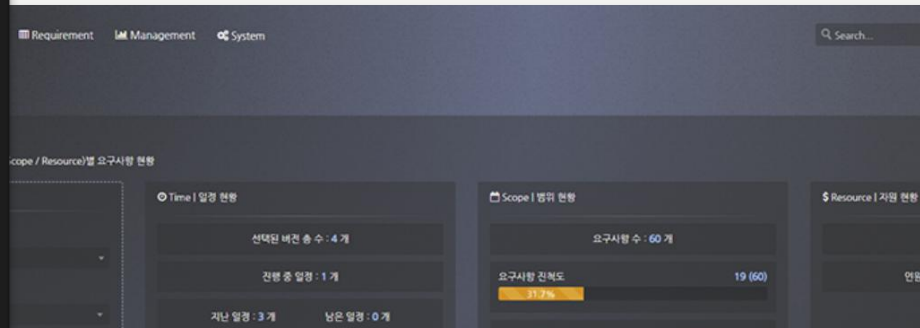 Requirement Management System Search...
cope / Resource)별 요구사항 현황
Time | 일정 현황 Scope | 범위 현황 $ Resource | 자원 현황
선택된 버전 총 수 : 4 개 요구사항 수 : 60 개
진행 중 일정 : 1 개 요구사항 진척도 19 (60) 인원
31.7%
지난 일정 : 3 개 남은 일정 : 0 개